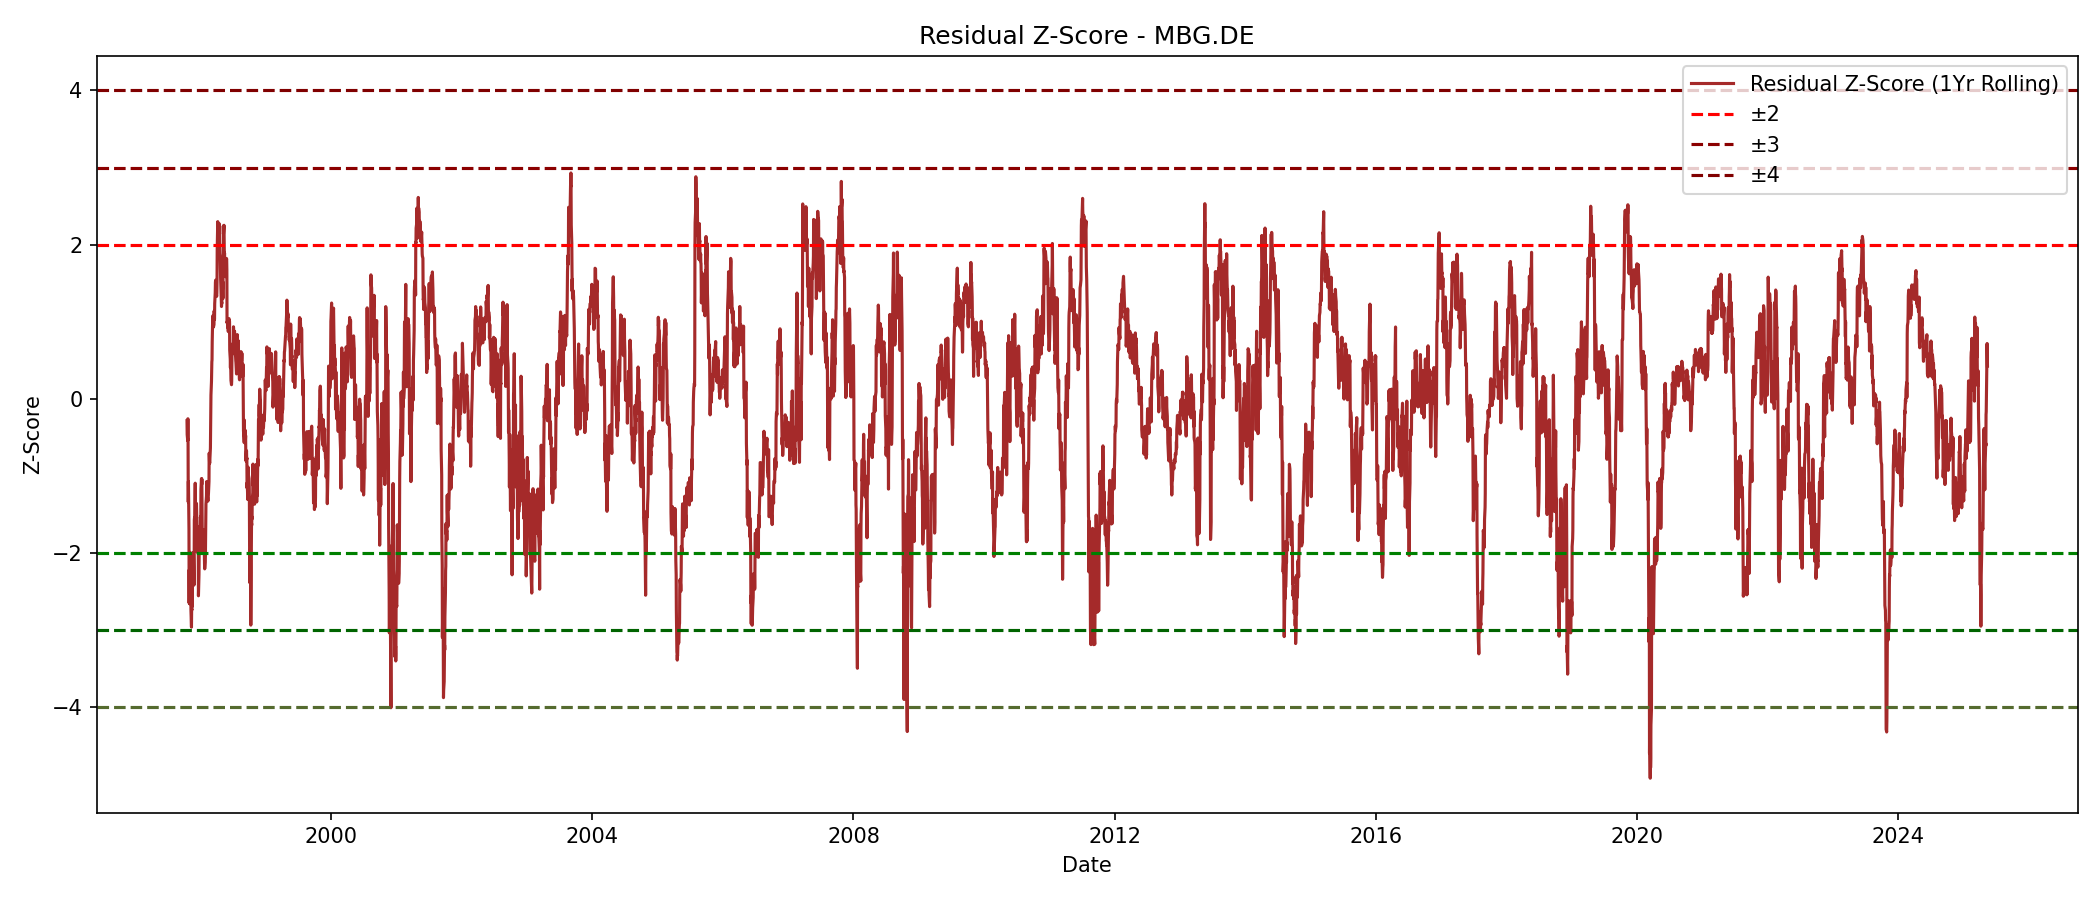 Residual Z-Score - MBG.DE
Residual Z-Score (1Yr Rolling)
±2
±3
±4
4
2
0
−2
−4
Z-Score
2000 2004 2008 2012 2016 2020 2024
Date